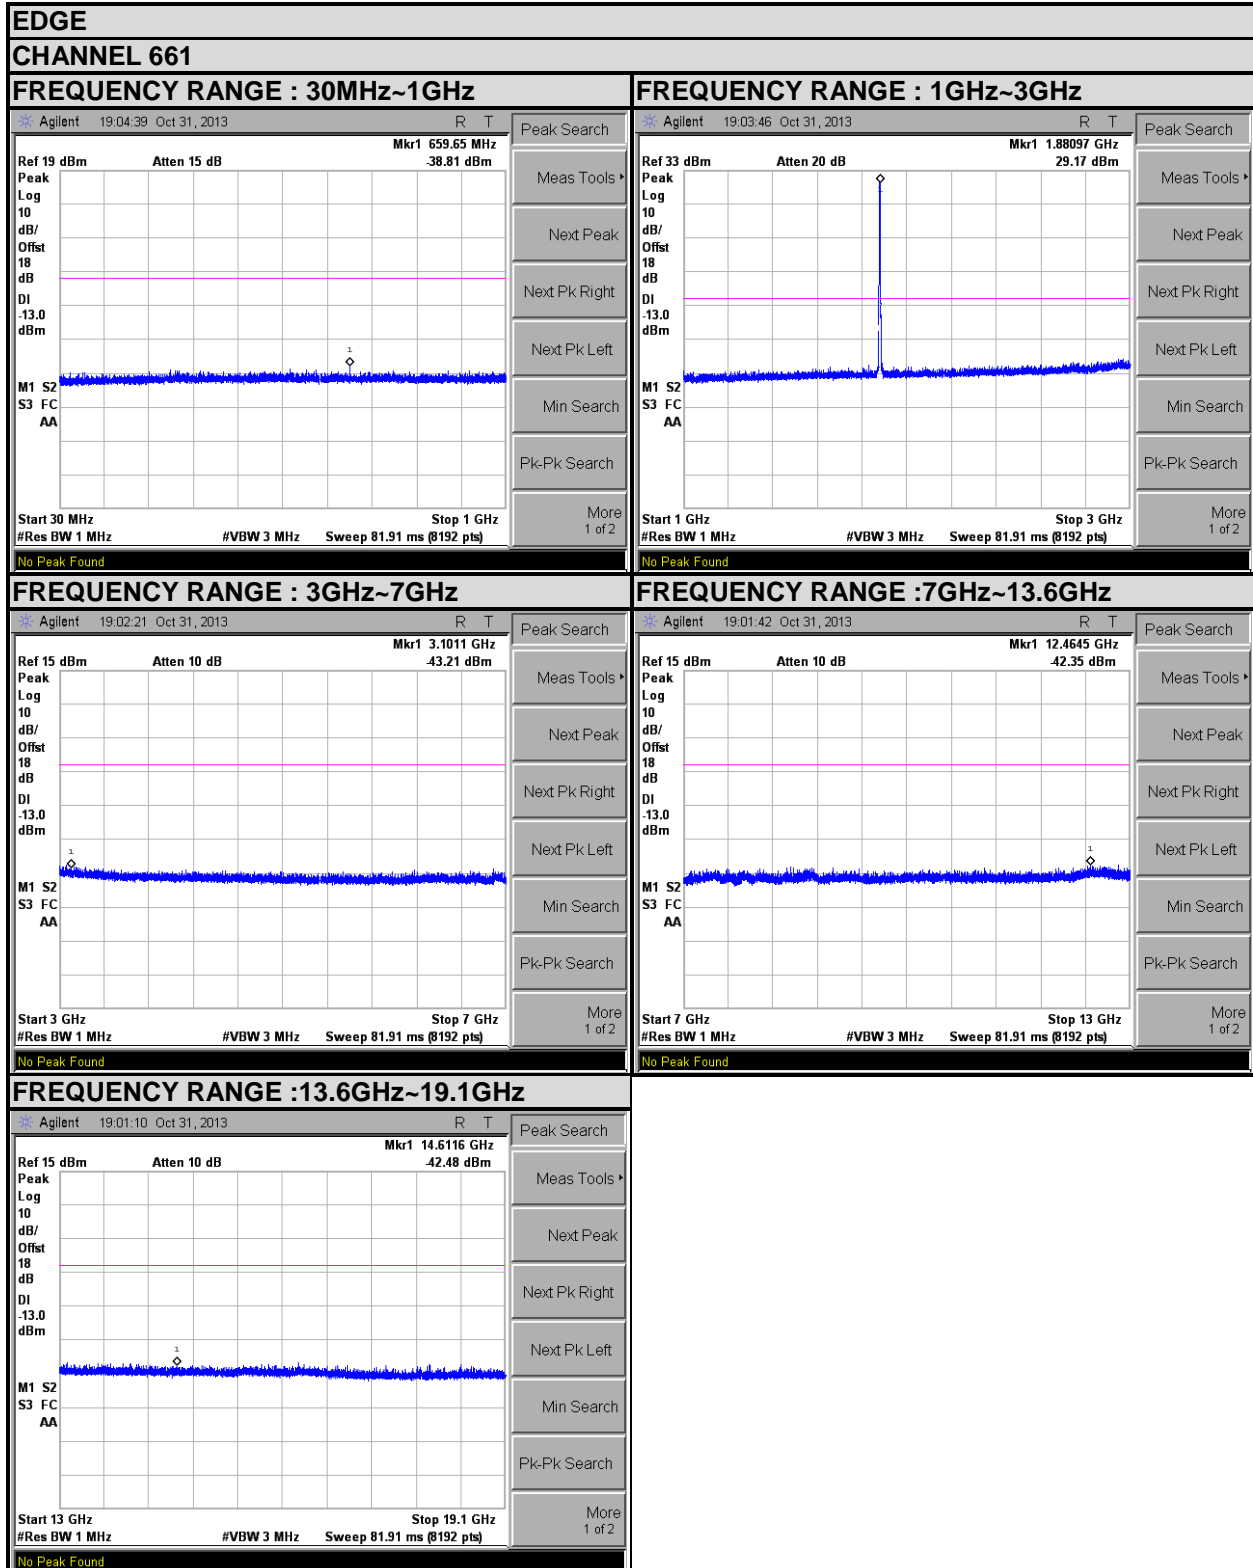 EDGE
CHANNEL 661
FREQUENCY RANGE : 30MHz~1GHz
Agilent 19:04:39 Oct 31, 2013 R T
Mkr1 659.65 MHz
Ref 19 dBm Atten 15 dB -38.81 dBm
Peak
Log
10
dB/
Offst
18
dB
DI
-13.0
dBm
1
M1 S2
S3 FC
AA
Start 30 MHz Stop 1 GHz
#Res BW 1 MHz #VBW 3 MHz Sweep 81.91 ms (8192 pts)
No Peak Found
Peak Search
Meas Tools
Next Peak
Next Pk Right
Next Pk Left
Min Search
Pk-Pk Search
More
1 of 2
FREQUENCY RANGE : 1GHz~3GHz
Agilent 19:03:46 Oct 31, 2013 R T
Mkr1 1.88097 GHz
Ref 33 dBm Atten 20 dB 29.17 dBm
Peak
Log
10
dB/
Offst
18
dB
DI
-13.0
dBm
1
M1 S2
S3 FC
AA
Start 1 GHz Stop 3 GHz
#Res BW 1 MHz #VBW 3 MHz Sweep 81.91 ms (8192 pts)
No Peak Found
Peak Search
Meas Tools
Next Peak
Next Pk Right
Next Pk Left
Min Search
Pk-Pk Search
More
1 of 2
FREQUENCY RANGE : 3GHz~7GHz
Agilent 19:02:21 Oct 31, 2013 R T
Mkr1 3.1011 GHz
Ref 15 dBm Atten 10 dB -43.21 dBm
Peak
Log
10
dB/
Offst
18
dB
DI
-13.0
dBm
1
M1 S2
S3 FC
AA
Start 3 GHz Stop 7 GHz
#Res BW 1 MHz #VBW 3 MHz Sweep 81.91 ms (8192 pts)
No Peak Found
Peak Search
Meas Tools
Next Peak
Next Pk Right
Next Pk Left
Min Search
Pk-Pk Search
More
1 of 2
FREQUENCY RANGE :7GHz~13.6GHz
Agilent 19:01:42 Oct 31, 2013 R T
Mkr1 12.4645 GHz
Ref 15 dBm Atten 10 dB -42.35 dBm
Peak
Log
10
dB/
Offst
18
dB
DI
-13.0
dBm
1
M1 S2
S3 FC
AA
Start 7 GHz Stop 13 GHz
#Res BW 1 MHz #VBW 3 MHz Sweep 81.91 ms (8192 pts)
No Peak Found
Peak Search
Meas Tools
Next Peak
Next Pk Right
Next Pk Left
Min Search
Pk-Pk Search
More
1 of 2
FREQUENCY RANGE :13.6GHz~19.1GHz
Agilent 19:01:10 Oct 31, 2013 R T
Mkr1 14.6116 GHz
Ref 15 dBm Atten 10 dB -42.48 dBm
Peak
Log
10
dB/
Offst
18
dB
DI
-13.0
dBm
1
M1 S2
S3 FC
AA
Start 13 GHz Stop 19.1 GHz
#Res BW 1 MHz #VBW 3 MHz Sweep 81.91 ms (8192 pts)
No Peak Found
Peak Search
Meas Tools
Next Peak
Next Pk Right
Next Pk Left
Min Search
Pk-Pk Search
More
1 of 2